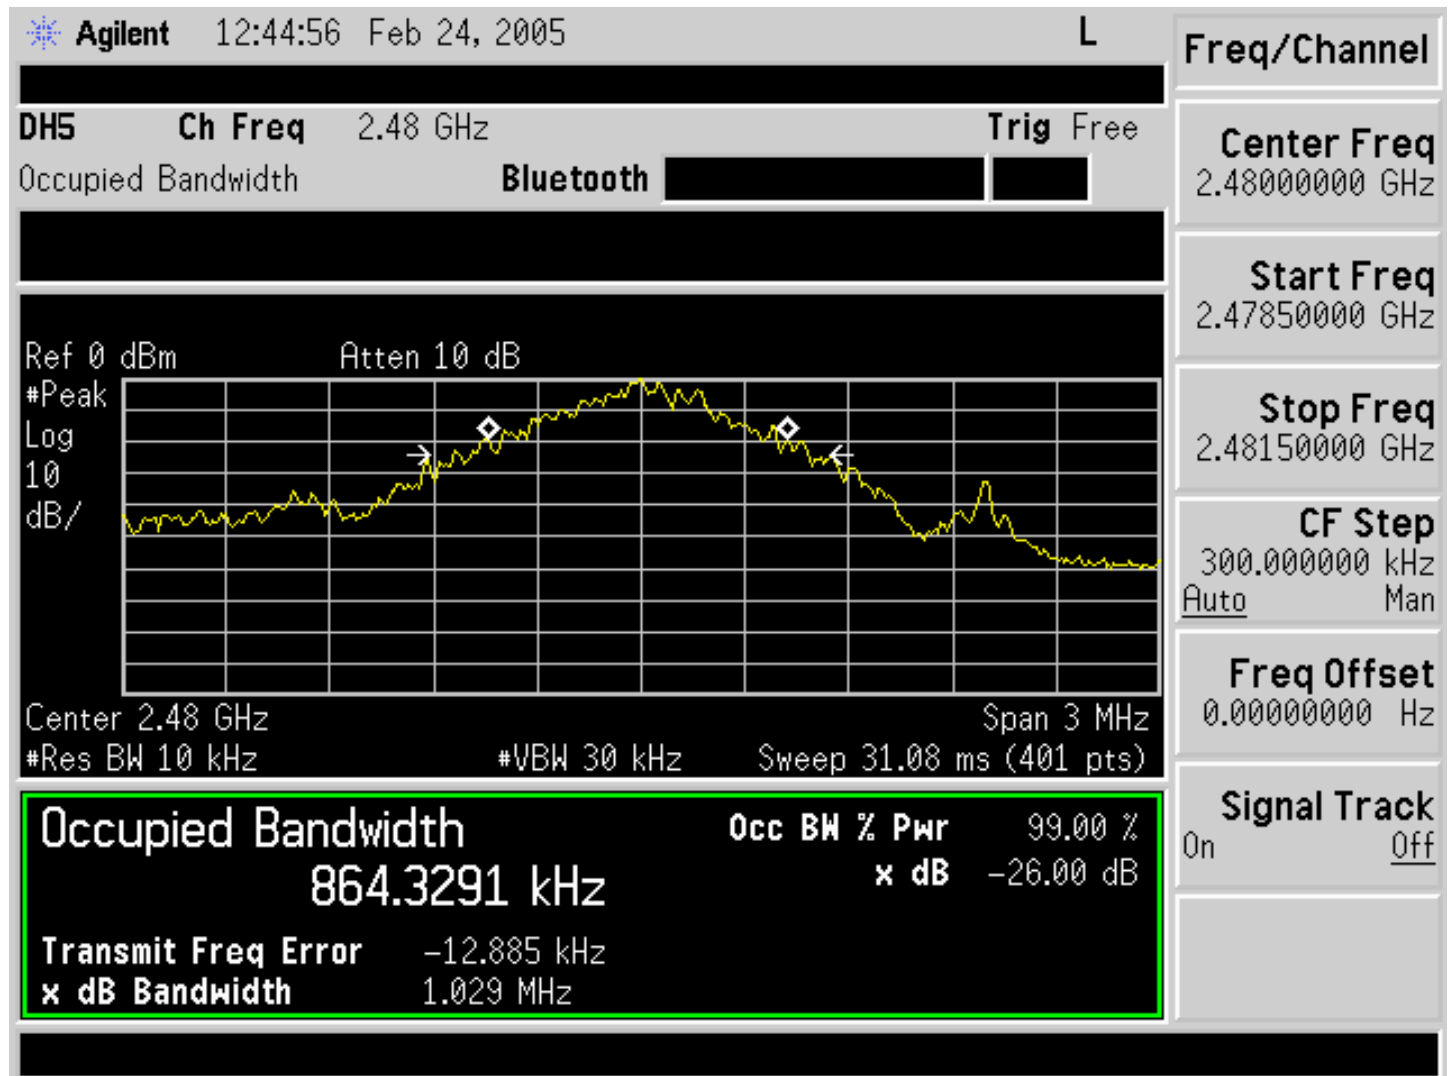 Agilent 12:44:56 Feb 24, 2005 L
Freq/Channel
DH5 Ch Freq 2.48 GHz Trig Free
Occupied Bandwidth Bluetooth
Center Freq
2.48000000 GHz
Start Freq
2.47850000 GHz
Stop Freq
2.48150000 GHz
CF Step
300.000000 kHz
Auto Man
Freq Offset
0.00000000 Hz
Signal Track
On Off
Ref 0 dBm Atten 10 dB
#Peak
Log
10
dB/
Center 2.48 GHz Span 3 MHz
#Res BW 10 kHz #VBW 30 kHz Sweep 31.08 ms (401 pts)
Occupied Bandwidth Occ BW % Pwr 99.00 %
864.3291 kHz x dB -26.00 dB
Transmit Freq Error -12.885 kHz
x dB Bandwidth 1.029 MHz